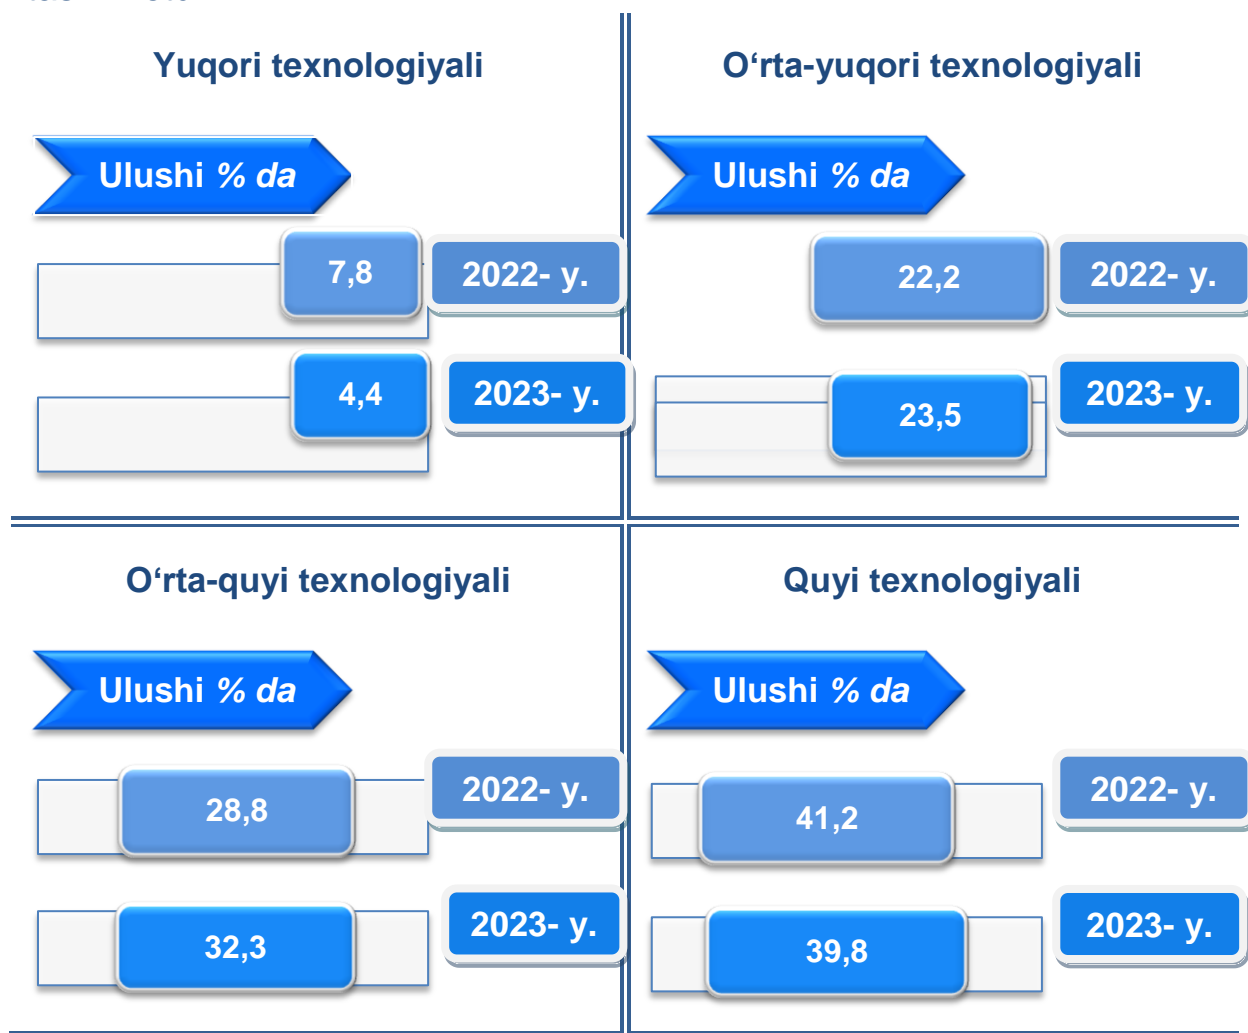 Yuqori texnologiyali
Ulushi % da
7,8
2022- y.
4,4
2023- y.
O‘rta-yuqori texnologiyali
Ulushi % da
22,2
2022- y.
23,5
2023- y.
O‘rta-quyi texnologiyali
Ulushi % da
28,8
2022- y.
32,3
2023- y.
Quyi texnologiyali
Ulushi % da
41,2
2022- y.
39,8
2023- y.